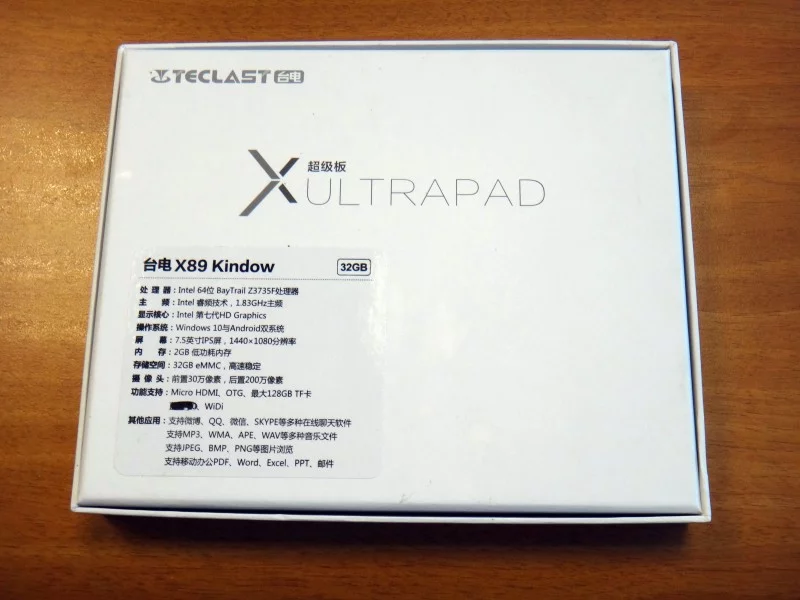 TECLAST 台电
X 超级板
ULTRAPAD
台电 X89 Kindow 32GB
处 理 器：Intel 64位 BayTrail Z3735F处理器
主 频：Intel 睿频技术，1.83GHz主频
显示核心：Intel 第七代HD Graphics
操作系统：Windows 10与Android双系统
屏 幕：7.5英寸IPS屏，1440×1080分辨率
内 存：2GB 低功耗内存
存储空间：32GB eMMC，高速稳定
摄 像 头：前置30万像素，后置200万像素
功能支持：Micro HDMI、OTG、最大128GB TF卡
、WiDi
其他应用：支持微博、QQ、微信、SKYPE等多种在线聊天软件
支持MP3、WMA、APE、WAV等多种音乐文件
支持JPEG、BMP、PNG等图片浏览
支持移动办公PDF、Word、Excel、PPT、邮件